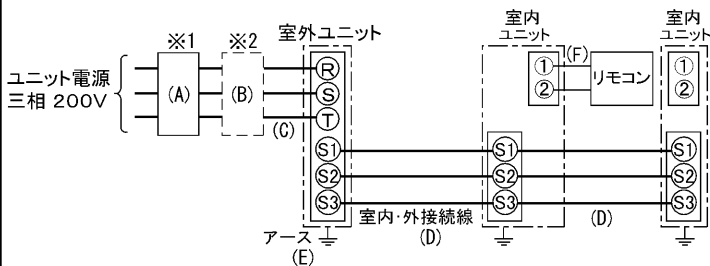 ※1
※2
室外ユニット
室内
ユニット
室内
ユニット
ユニット電源
三相 200V
(A)
(B)
(C)
R
S
T
①
②
(F)
リモコン
①
②
S1
S2
S3
S1
S2
S3
S1
S2
S3
室内・外接続線
(D)
(D)
アース
(E)